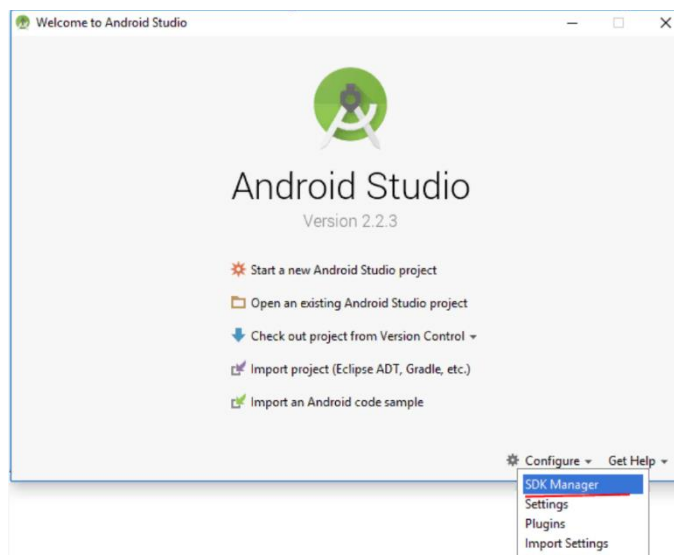 Welcome to Android Studio
Android Studio
Version 2.2.3
Start a new Android Studio project
Open an existing Android Studio project
Check out project from Version Control
Import project (Eclipse ADT, Gradle, etc.)
Import an Android code sample
Configure Get Help
SDK Manager
Settings
Plugins
Import Settings